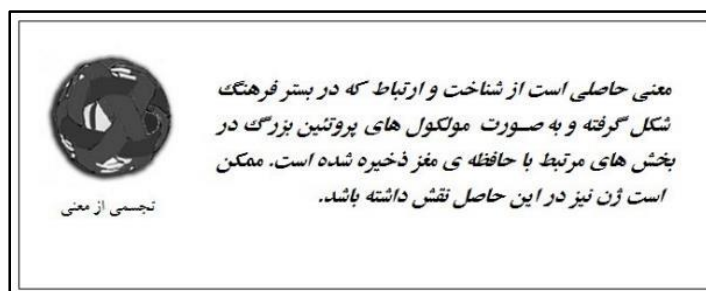 معنی حاصلی است از شناخت و ارتباط که در بستر فرهنگ
شکل گرفته و به صورت مولکول های پروتئین بزرگ در
بخش های مرتبط با حافظه ی مغز ذخیره شده است. ممکن
است ژن نیز در این حاصل نقش داشته باشد.
تجسمی از معنی